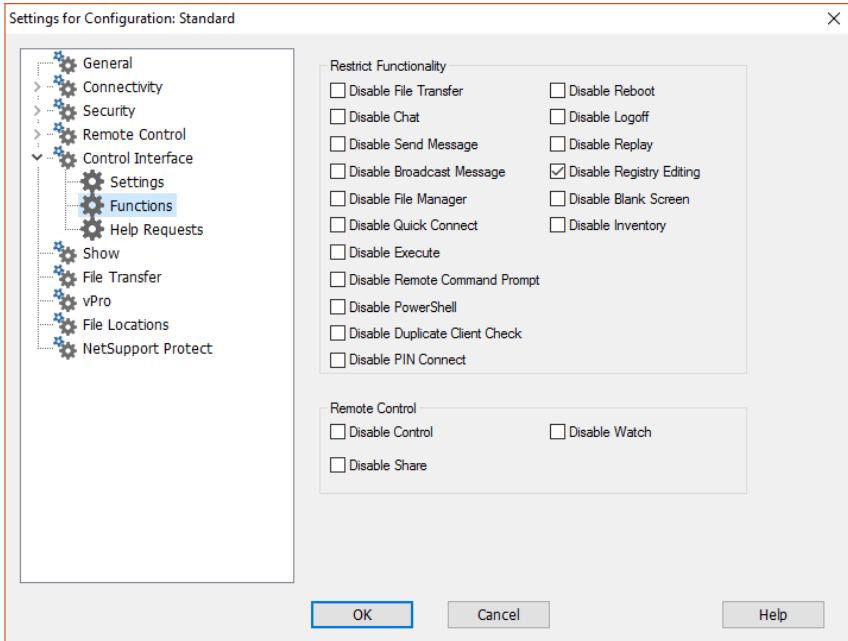 Settings for Configuration: Standard
General
Connectivity
Security
Remote Control
Control Interface
Settings
Functions
Help Requests
Show
File Transfer
vPro
File Locations
NetSupport Protect
Restrict Functionality
Disable File Transfer
Disable Chat
Disable Send Message
Disable Broadcast Message
Disable File Manager
Disable Quick Connect
Disable Execute
Disable Remote Command Prompt
Disable PowerShell
Disable Duplicate Client Check
Disable PIN Connect
Disable Reboot
Disable Logoff
Disable Replay
Disable Registry Editing
Disable Blank Screen
Disable Inventory
Remote Control
Disable Control
Disable Watch
Disable Share
OK
Cancel
Help